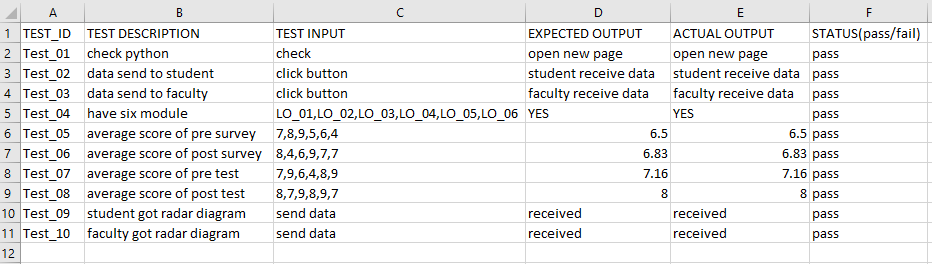 A B C D E F
1 TEST_ID TEST DESCRIPTION TEST INPUT EXPECTED OUTPUT ACTUAL OUTPUT STATUS(pass/fail)
2 Test_01 check python check open new page open new page pass
3 Test_02 data send to student click button student receive data student receive data pass
4 Test_03 data send to faculty click button faculty receive data faculty receive data pass
5 Test_04 have six module LO_01,LO_02,LO_03,LO_04,LO_05,LO_06 YES YES pass
6 Test_05 average score of pre survey 7,8,9,5,6,4 6.5 6.5 pass
7 Test_06 average score of post survey 8,4,6,9,7,7 6.83 6.83 pass
8 Test_07 average score of pre test 7,9,6,4,8,9 7.16 7.16 pass
9 Test_08 average score of post test 8,7,9,8,9,7 8 8 pass
10 Test_09 student got radar diagram send data received received pass
11 Test_10 faculty got radar diagram send data received received pass
12